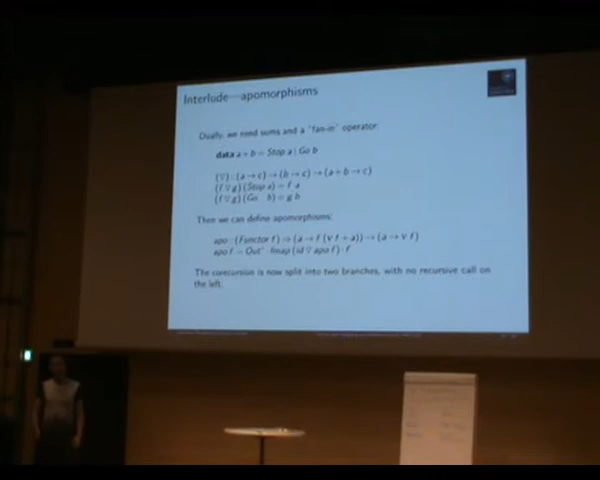 Interlude—apomorphisms
Dually, we need sums and a "fan-in" operator:
data a + b = Stop a | Go b
(▽) : (a → c) → (b → c) → (a + b → c)
(f ▽ g) (Stop a) = f a
(f ▽ g) (Go b) = g b
Then we can define apomorphisms:
apo : (Functor f) ⇒ (a → f (ν f + a)) → (a → ν f)
apo f = Out° · fmap (id ▽ apo f) · f
The corecursion is now split into two branches, with no recursive call on
the left.